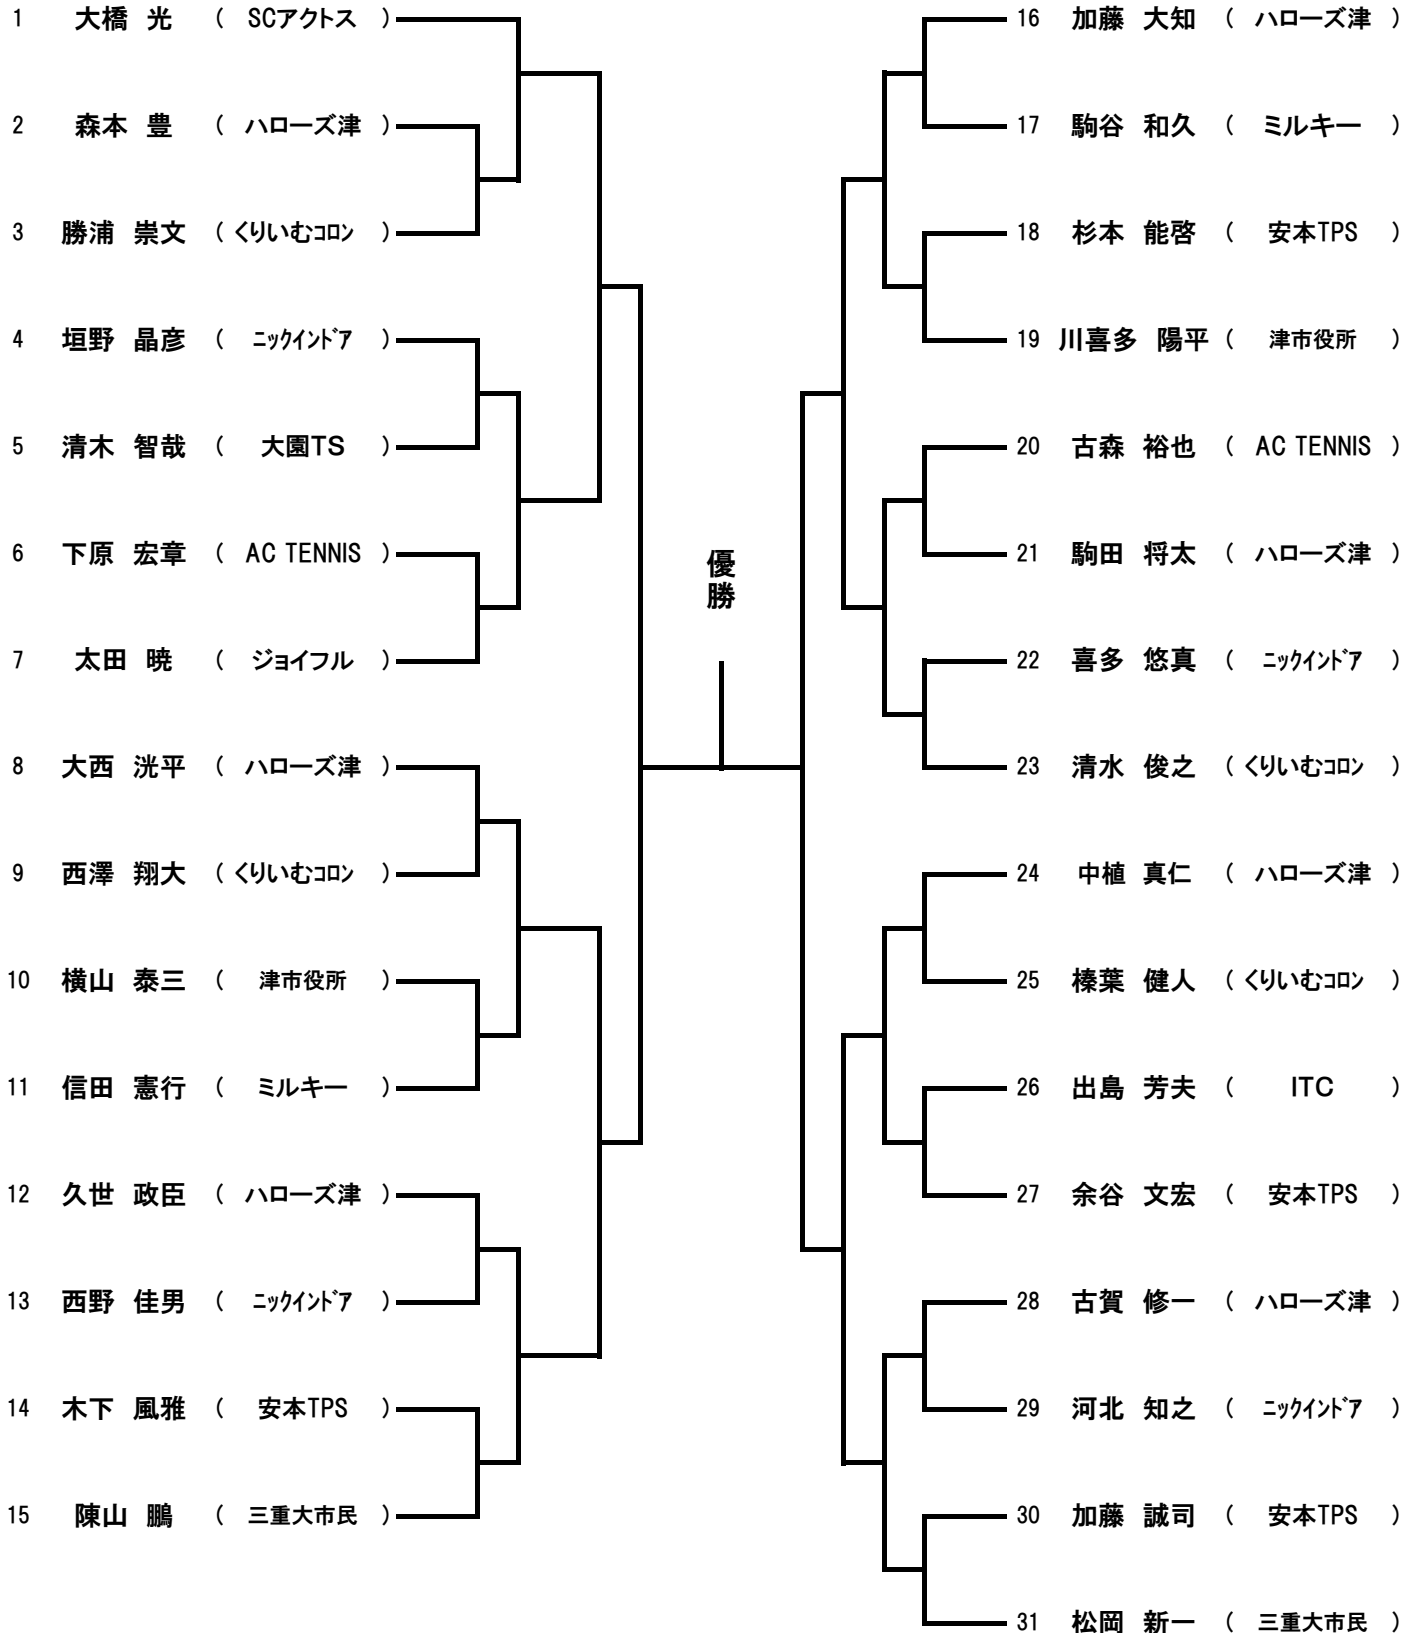 1 大橋 光 ( SCアクトス )
2 森本 豊 ( ハローズ津 )
3 勝浦 崇文 ( くりいむコロン )
4 垣野 晶彦 ( ニックインドア )
5 清木 智哉 ( 大園TS )
6 下原 宏章 ( AC TENNIS )
7 太田 暁 ( ジョイフル )
8 大西 洸平 ( ハローズ津 )
9 西澤 翔大 ( くりいむコロン )
10 横山 泰三 ( 津市役所 )
11 信田 憲行 ( ミルキー )
12 久世 政臣 ( ハローズ津 )
13 西野 佳男 ( ニックインドア )
14 木下 風雅 ( 安本TPS )
15 陳山 鵬 ( 三重大市民 )
優勝
16 加藤 大知 ( ハローズ津 )
17 駒谷 和久 ( ミルキー )
18 杉本 能啓 ( 安本TPS )
19 川喜多 陽平 ( 津市役所 )
20 古森 裕也 ( AC TENNIS )
21 駒田 将太 ( ハローズ津 )
22 喜多 悠真 ( ニックインドア )
23 清水 俊之 ( くりいむコロン )
24 中植 真仁 ( ハローズ津 )
25 榛葉 健人 ( くりいむコロン )
26 出島 芳夫 ( ITC )
27 余谷 文宏 ( 安本TPS )
28 古賀 修一 ( ハローズ津 )
29 河北 知之 ( ニックインドア )
30 加藤 誠司 ( 安本TPS )
31 松岡 新一 ( 三重大市民 )